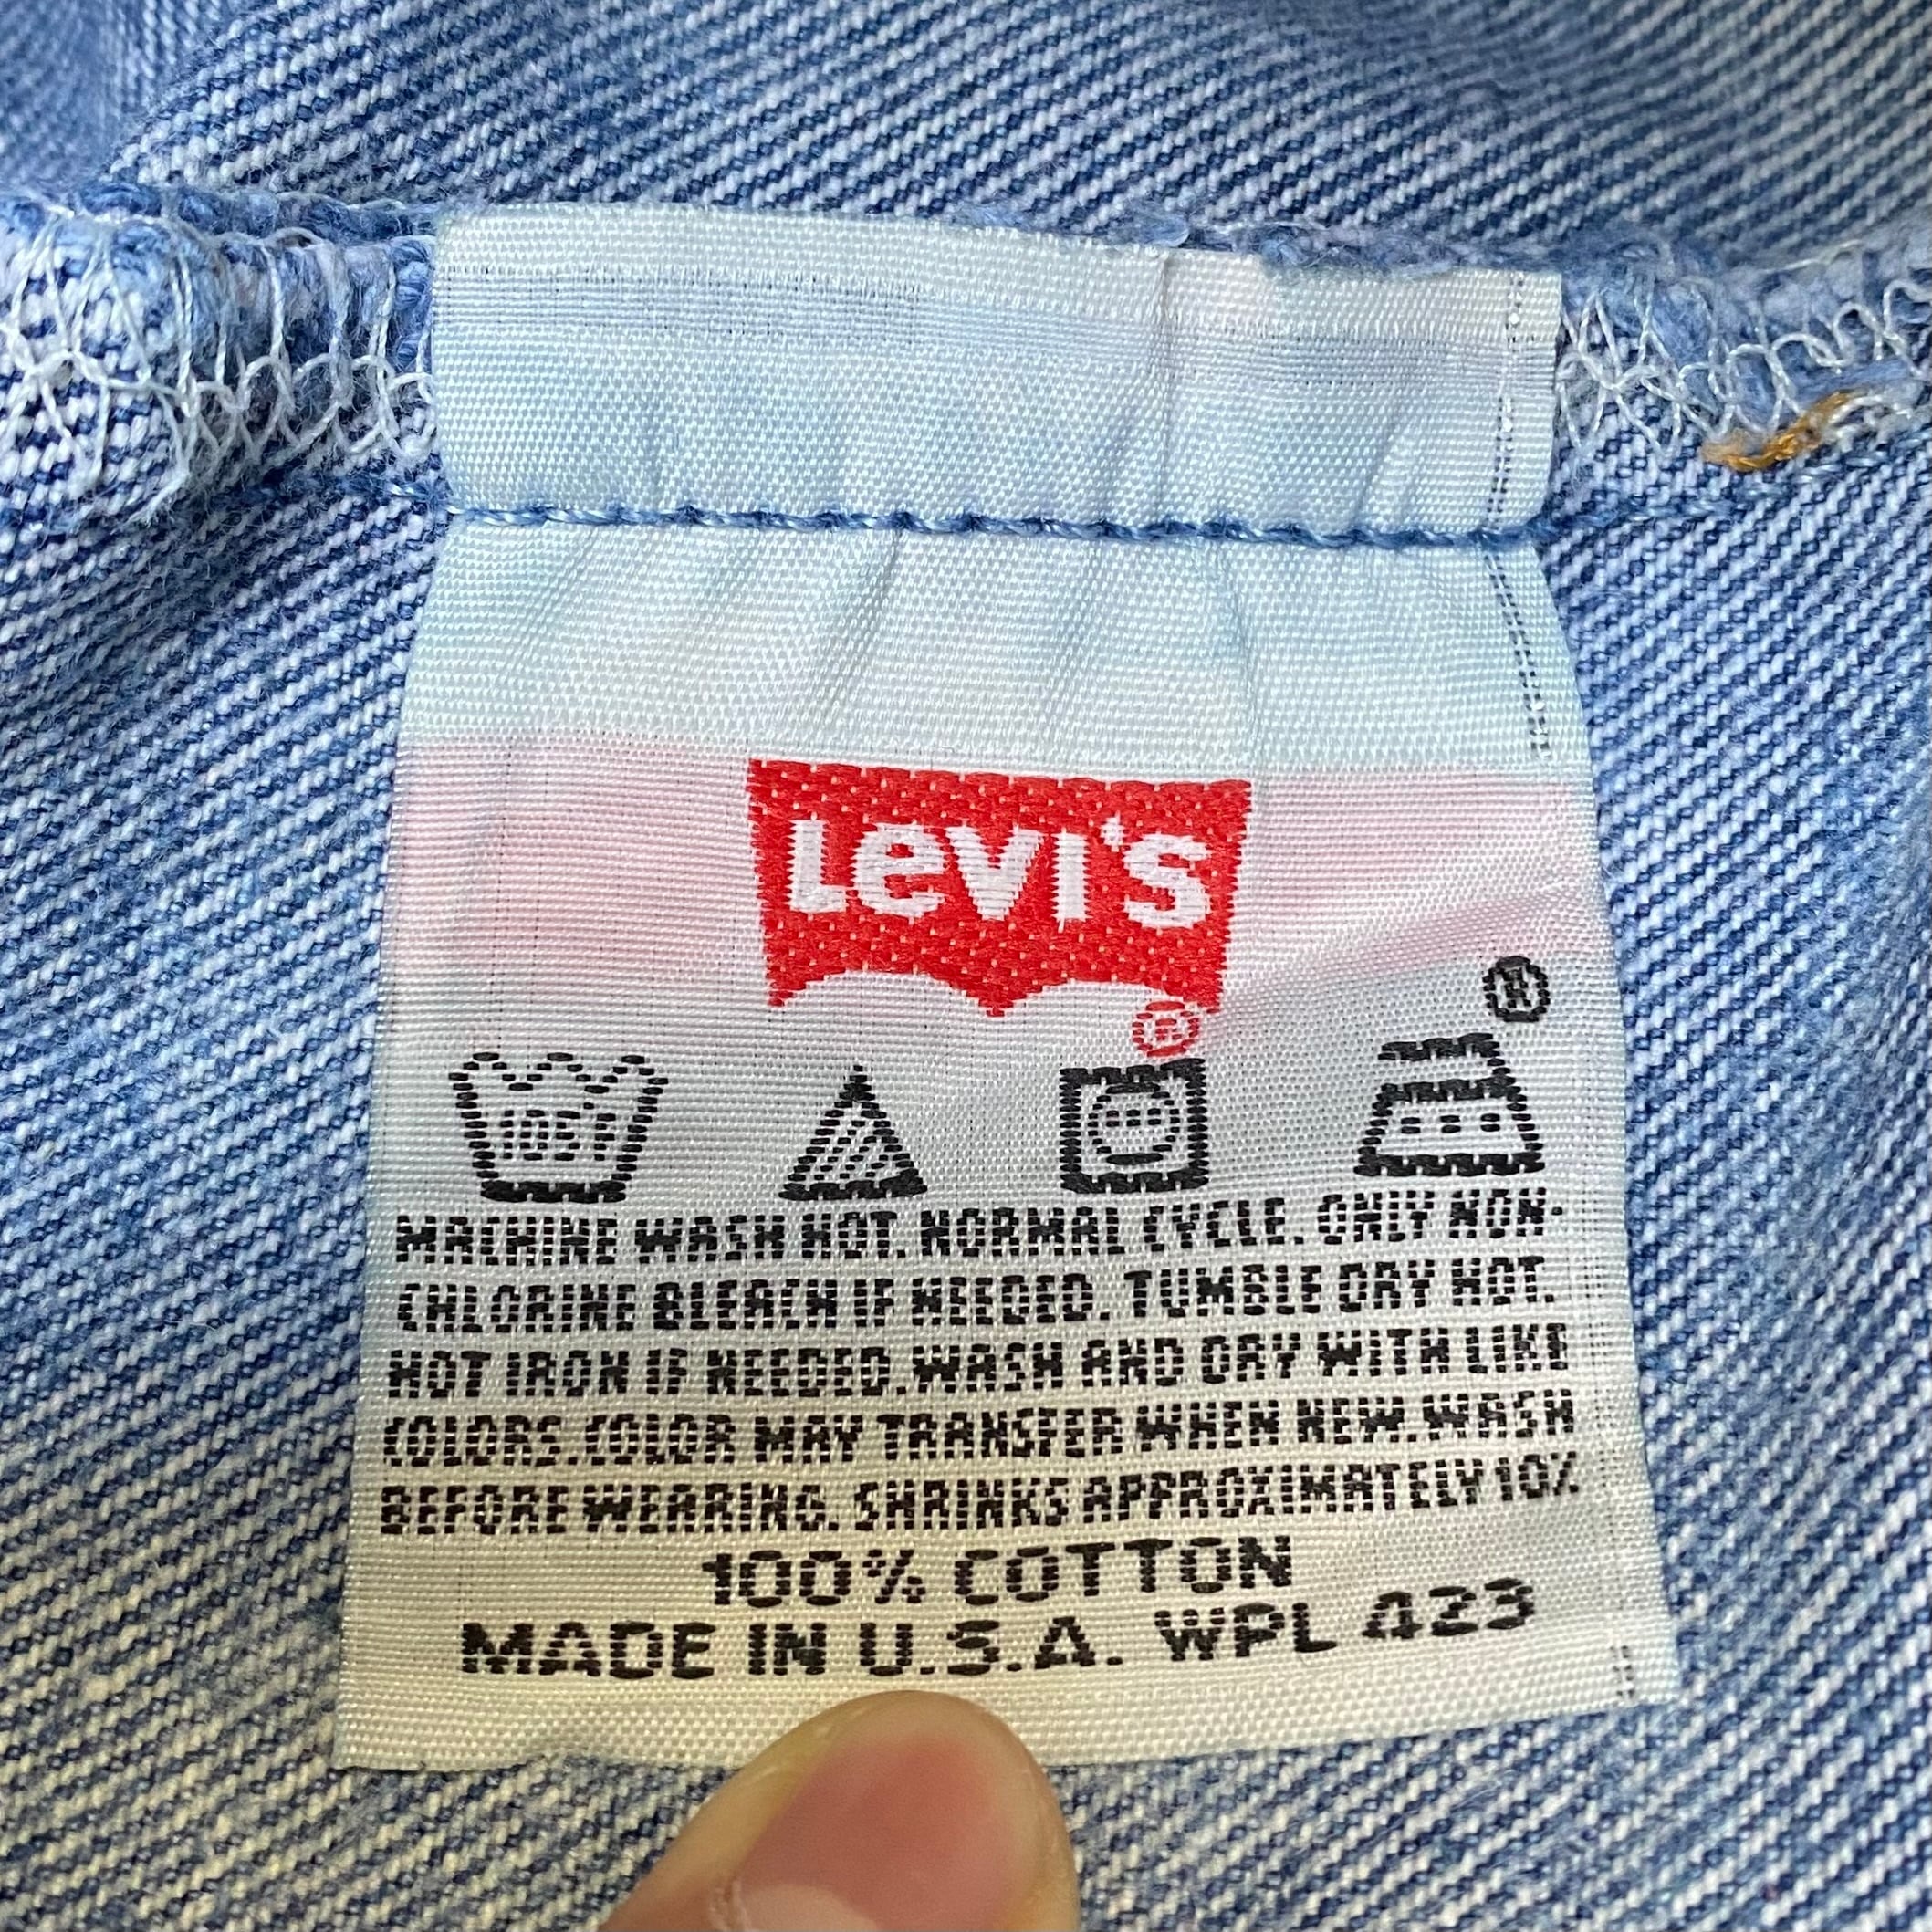 Levi's
®
®
105F
MACHINE WASH HOT. NORMAL CYCLE. ONLY NON-
CHLORINE BLEACH IF NEEDED. TUMBLE DRY HOT.
HOT IRON IF NEEDED. WASH AND DRY WITH LIKE
COLORS. COLOR MAY TRANSFER WHEN NEW. WASH
BEFORE WEARING. SHRINKS APPROXIMATELY 10%
100% COTTON
MADE IN U.S.A. WPL 423